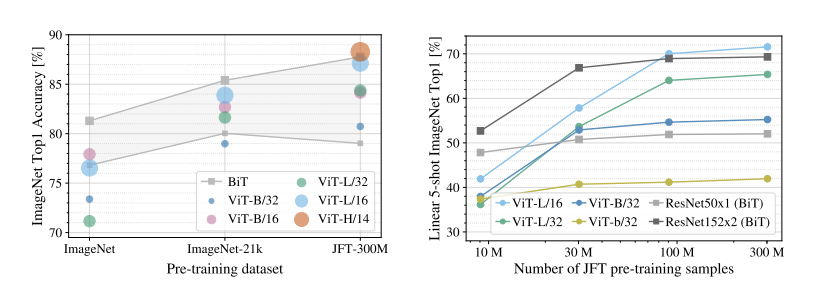 ImageNet Top1 Accuracy [%]
90
85
80
75
70
BiT
ViT-B/32
ViT-B/16
ViT-L/32
ViT-L/16
ViT-H/14
ImageNet
ImageNet-21k
JFT-300M
Pre-training dataset
Linear 5-shot ImageNet Top1 [%]
70
60
50
40
30
ViT-L/16
ViT-L/32
ViT-B/32
ViT-b/32
ResNet50x1 (BiT)
ResNet152x2 (BiT)
10 M
30 M
100 M
300 M
Number of JFT pre-training samples